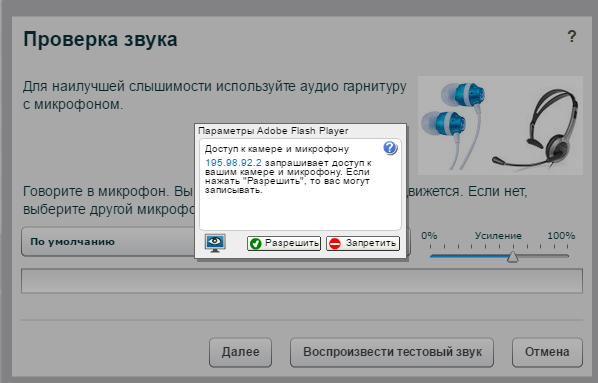 Проверка звука
?
Для наилучшей слышимости используйте аудио гарнитуру
с микрофоном.
Параметры Adobe Flash Player
Доступ к камере и микрофону
?
195.98.92.2 запрашивает доступ к
вашим камере и микрофону. Если
нажать "Разрешить", то вас могут
записывать.
Разрешить
Запретить
Говорите в микрофон. Вы
движется. Если нет,
выберите другой микрофо
По умолчанию
0% Усиление 100%
Далее
Воспроизвести тестовый звук
Отмена